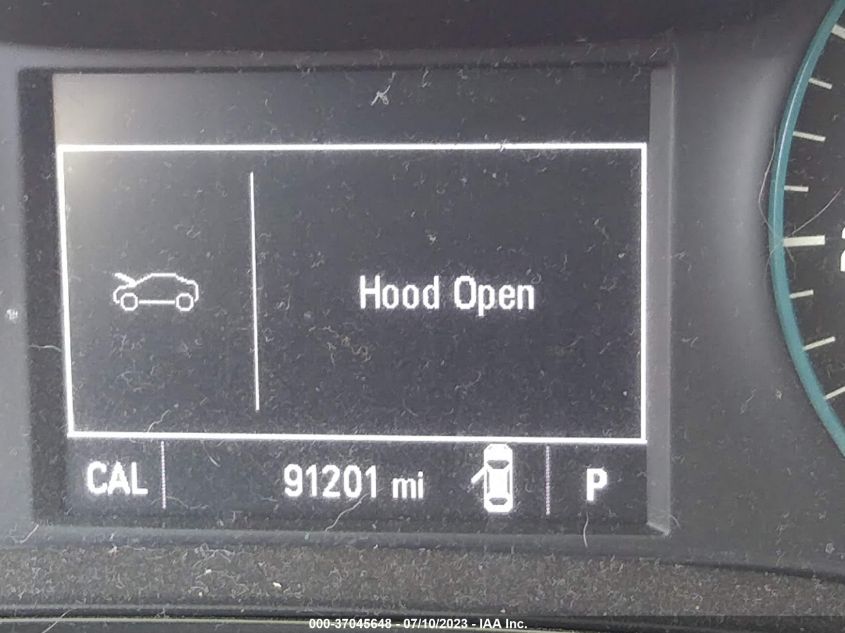 Hood Open
CAL 91201 mi P
000-37045648 - 07/10/2023 - IAA Inc.